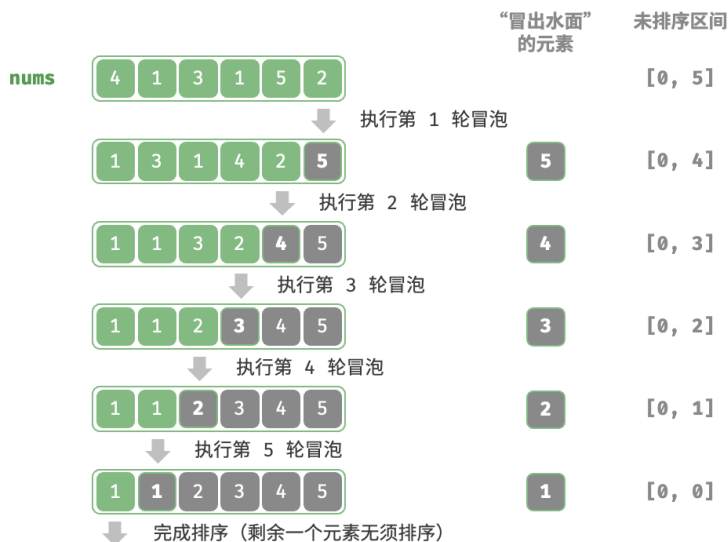 “冒出水面” 未排序区间
的元素
nums 4 1 3 1 5 2 [0, 5]
执行第 1 轮冒泡
1 3 1 4 2 5 5 [0, 4]
执行第 2 轮冒泡
1 1 3 2 4 5 4 [0, 3]
执行第 3 轮冒泡
1 1 2 3 4 5 3 [0, 2]
执行第 4 轮冒泡
1 1 2 3 4 5 2 [0, 1]
执行第 5 轮冒泡
1 1 2 3 4 5 1 [0, 0]
完成排序（剩余一个元素无须排序）